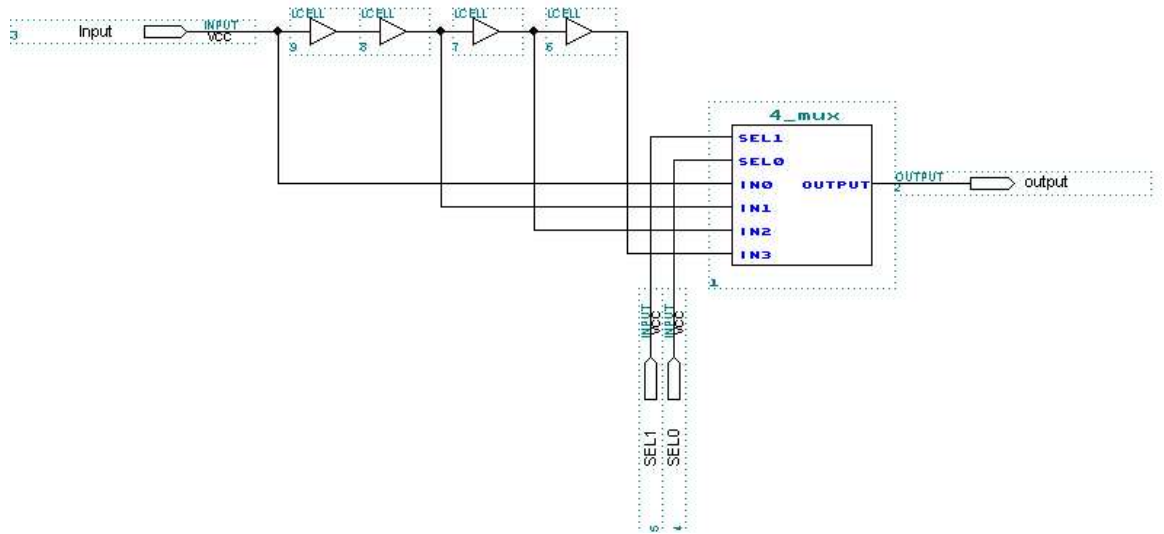 LCELL LCELL LCELL LCELL
3 Input INPUT VCC 9 8 7 6
4_mux
SEL1
SEL0
IN0 OUTPUT OUTPUT 2 output
IN1
IN2
IN3
1
INPUT VCC INPUT VCC
SEL1 SEL0
5 4